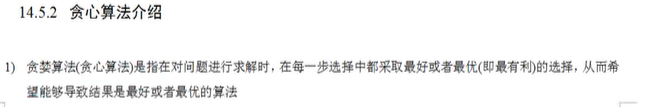 14.5.2 贪心算法介绍
1) 贪婪算法(贪心算法)是指在对问题进行求解时，在每一步选择中都采取最好或者最优(即最有利)的选择，从而希
望能够导致结果是最好或者最优的算法